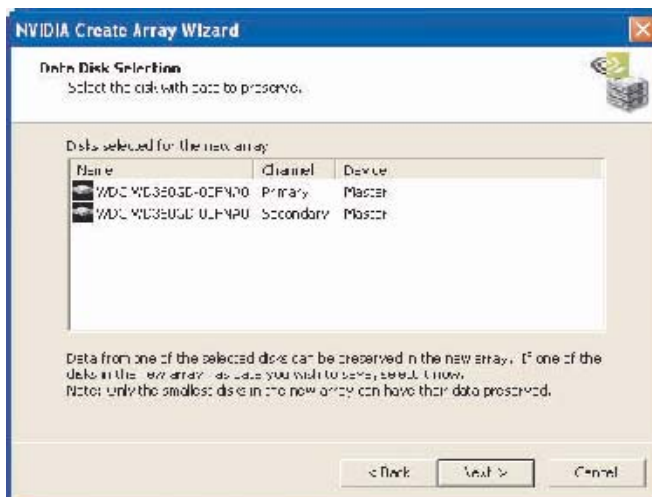 NVIDIA Create Array Wizard
Data Disk Selection
Select the disk with data to preserve.
Disks selected for the new array
Name Channel Device
WDC Primary Master
WDC Secondary Master
Data from one of the selected disks can be preserved in the new array. If one of the
disks in the new array has data you wish to save, select it now.
Note: Only the smallest disks in the new array can have their data preserved.
< Back Next > Cancel